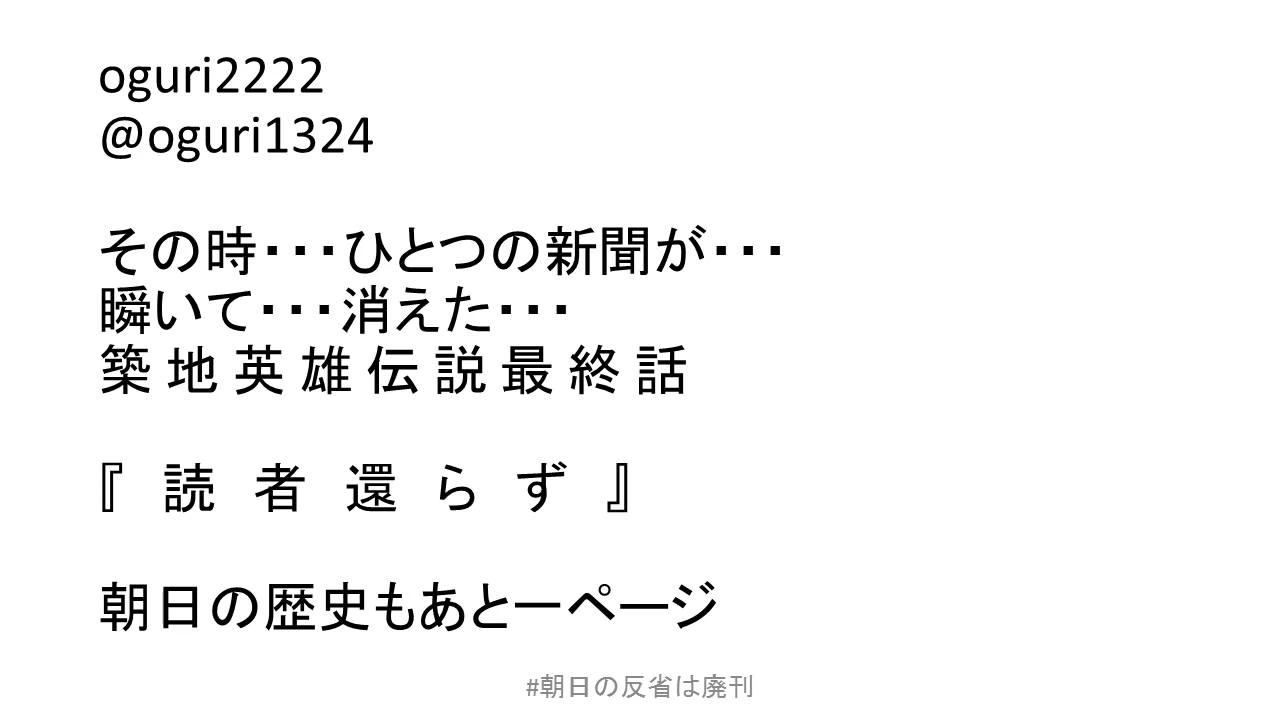 oguri2222
@oguri1324
その時・・・ひとつの新聞が・・・
瞬いて・・・消えた・・・
築 地 英 雄 伝 説 最 終 話
『　読　者　還　ら　ず　』
朝日の歴史もあと一ページ
#朝日の反省は廃刊